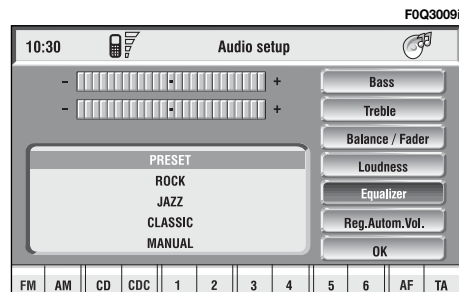 F0Q3009i
10:30 Audio setup
- +
- +
Bass
Treble
Balance / Fader
Loudness
Equalizer
Reg.Autom.Vol.
OK
PRESET
ROCK
JAZZ
CLASSIC
MANUAL
FM AM CD CDC 1 2 3 4 5 6 AF TA